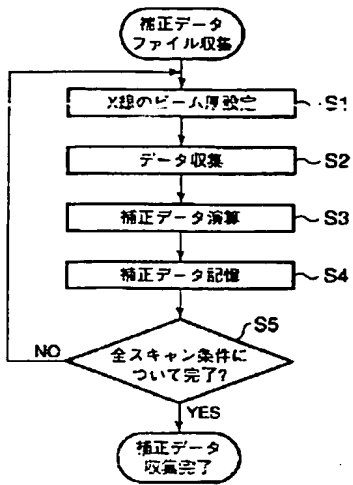 補正データ
ファイル収集
X線のビーム厚設定
S1
データ収集
S2
補正データ演算
S3
補正データ記憶
S4
S5
全スキャン条件に
ついて完了?
NO
YES
補正データ
収集完了